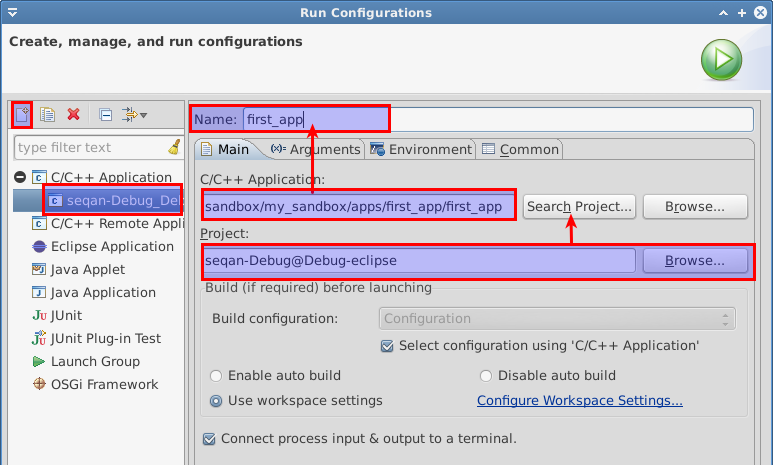 Run Configurations
Create, manage, and run configurations
Name: first_app
type filter text
Main (x)= Arguments Environment Common
C/C++ Application
C/C++ Application:
seqan-Debug_De
sandbox/my_sandbox/apps/first_app/first_app Search Project... Browse...
C/C++ Remote Appli
Project:
Eclipse Application
seqan-Debug@Debug-eclipse Browse...
Java Applet
Build (if required) before launching
Java Application
JUnit
Build configuration: Configuration
JUnit Plug-in Test
Select configuration using 'C/C++ Application'
Launch Group
Enable auto build Disable auto build
OSGi Framework
Use workspace settings Configure Workspace Settings...
Connect process input & output to a terminal.